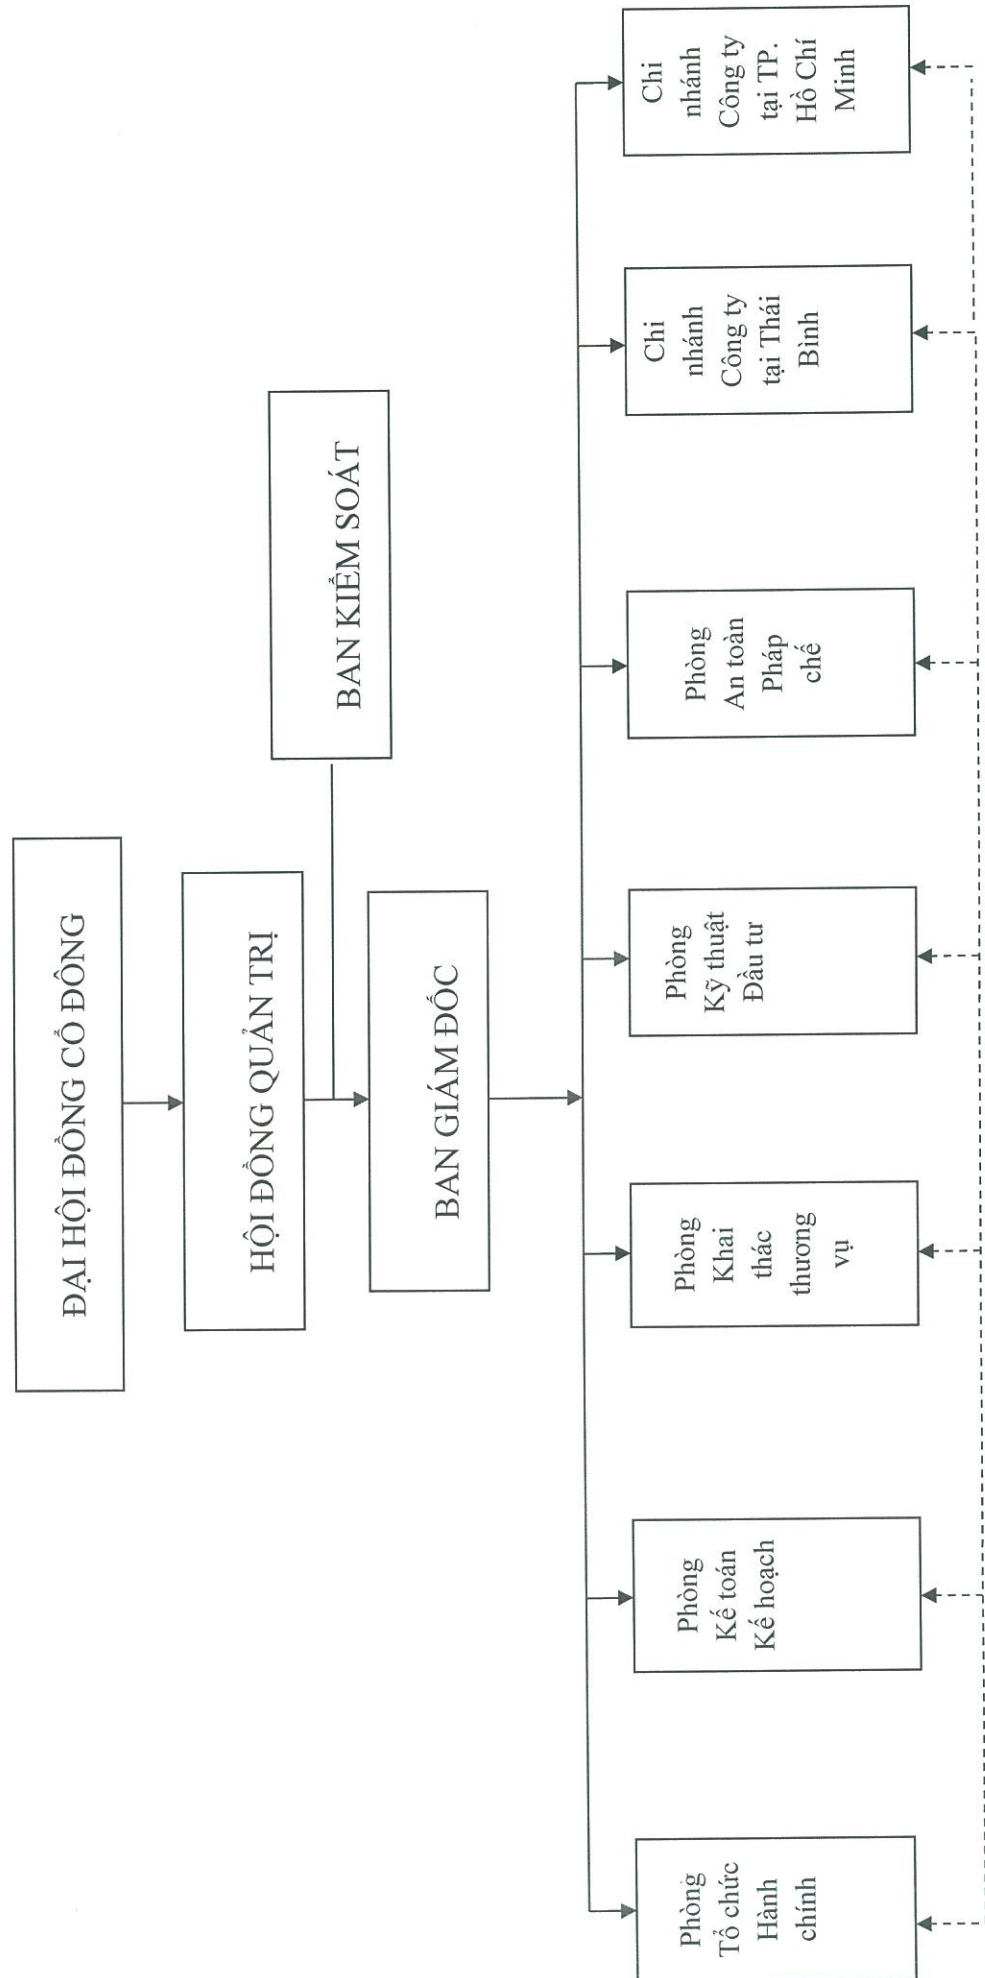 ĐẠI HỘI ĐỒNG CỔ ĐÔNG
HỘI ĐỒNG QUẢN TRỊ
BAN KIỂM SOÁT
BAN GIÁM ĐỐC
Phòng
Tổ chức
Hành
chính
Phòng
Kế toán
Kế hoạch
Phòng
Khai
thác
thương
vụ
Phòng
Kỹ thuật
Đầu tư
Phòng
An toàn
Pháp
chế
Chi
nhánh
Công ty
tại Thái
Bình
Chi
nhánh
Công ty
tại TP.
Hồ Chí
Minh